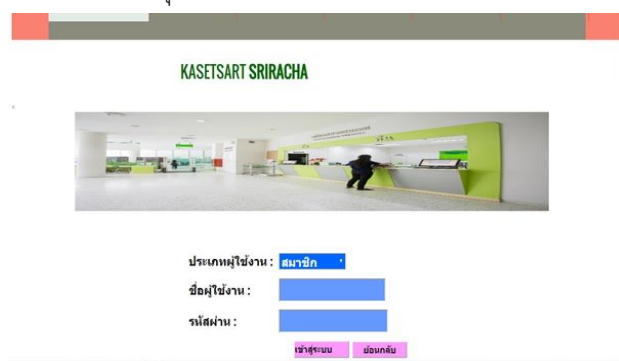 KASETSART SRIRACHA
ประเภทผู้ใช้งาน : สมาชิก
ชื่อผู้ใช้งาน :
รหัสผ่าน :
เข้าสู่ระบบ ย้อนกลับ